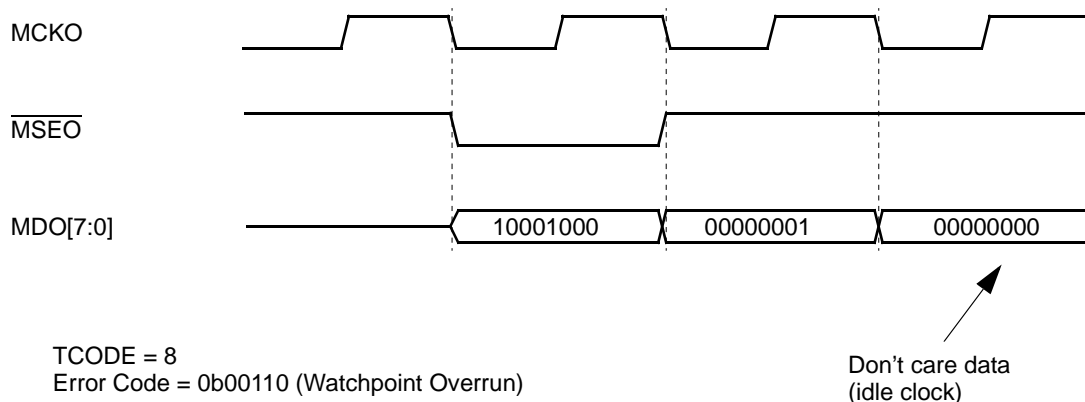 MCKO
MSEO
MDO[7:0]
10001000
00000001
00000000
TCODE = 8
Error Code = 0b00110 (Watchpoint Overrun)
Don't care data
(idle clock)